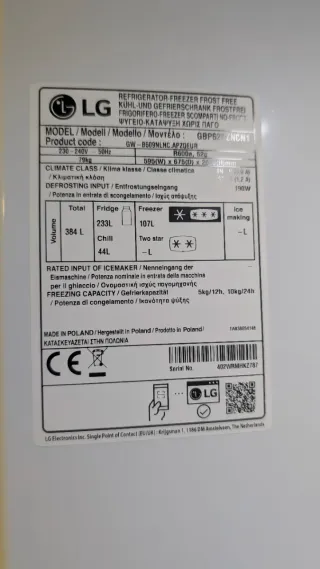 LG
REFRIGERATOR-FREEZER FROST FREE
KÜHL-UND GEFRIERSCHRANK FROSTFREI
FRIGORIFERO-FREEZER SCOMPARTI NO-FROST
ΨΥΓΕΙΟ-ΚΑΤΑΨΥΞΗ ΧΩΡΙΣ ΠΑΓΟ
MODEL / Modell / Modello / Μοντέλο :
Product code : GW - B509NLHC.APZQEUR
230 - 240V ~ 50Hz R600a, 62g
79kg 595(W) x 675(D) x
CLIMATE CLASS / Klima klasse / Classe climatica
/ Κλιματική κλάση
DEFROSTING INPUT / Entfrostungseingang 190W
/ Potenza in entrata di scongelamento / ισχύς
Volume
Total Fridge Freezer Ice making
384 L 233L 107L – L
Chill Two star
44L –L
RATED INPUT OF ICEMAKER / Nenneingang der
Eismaschine / Potenza nominale in entrata della macchina
per il ghiaccio / Ονομαστική ισχύς παγομηχανής
FREEZING CAPACITY / Gefrierkapazität 5kg/12h, 10kg/24h
/ Potenza di congelamento / Ικανότητα ψύξης
MADE IN POLAND / Hergestellt in Poland / Prodotto in Poland /
ΚΑΤΑΣΚΕΥΑΖΕΤΑΙ ΣΤΗΝ ΠΟΛΩΝΙΑ
CE
Serial No.
LG
LG Electronics Inc. Single Point of Contact (EU/UK) : Krijgsman 1, 1186 DM Amstelveen, The Netherlands